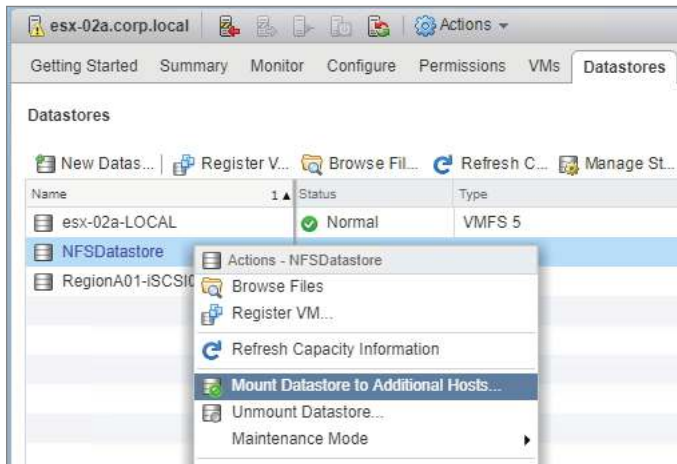 esx-02a.corp.local Actions
Getting Started Summary Monitor Configure Permissions VMs Datastores
Datastores
New Datas... Register V... Browse Fil... Refresh C... Manage St...
Name 1 Status Type
esx-02a-LOCAL Normal VMFS 5
NFSDatastore
Actions - NFSDatastore
RegionA01-iSCSI0
Browse Files
Register VM...
Refresh Capacity Information
Mount Datastore to Additional Hosts...
Unmount Datastore...
Maintenance Mode